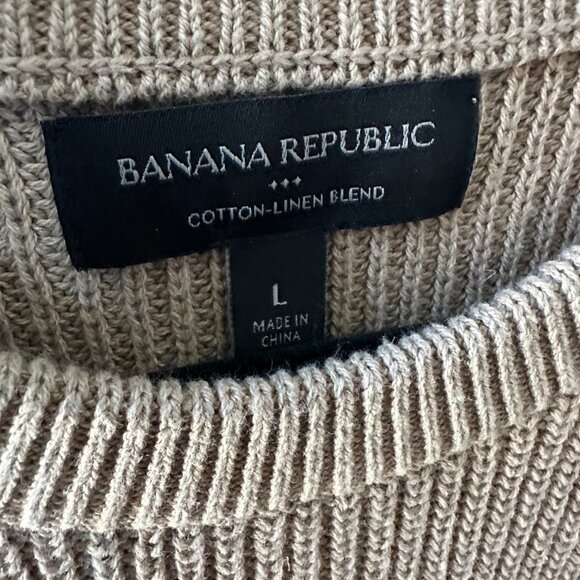 BANANA REPUBLIC
COTTON-LINEN BLEND
L
MADE IN
CHINA